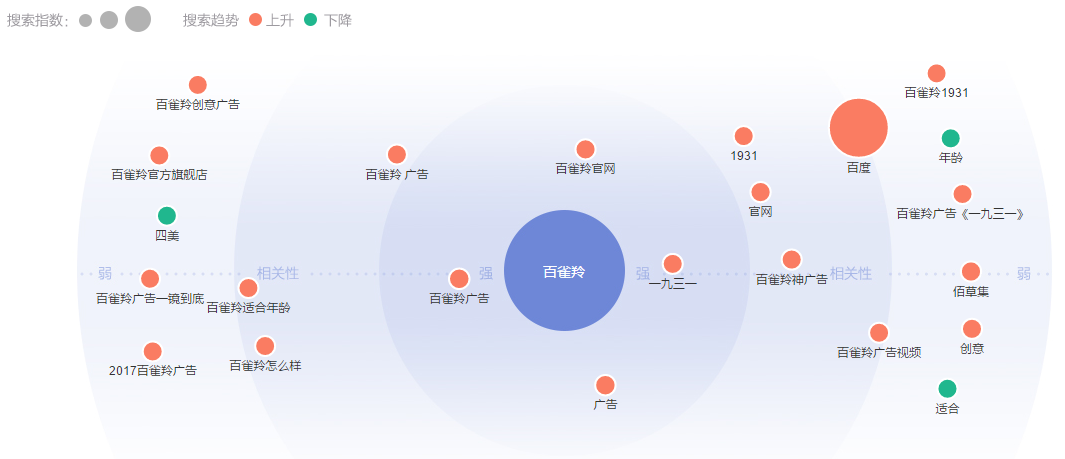 搜索指数：
搜索趋势 上升 下降
百雀羚1931
百雀羚创意广告
百度
1931
年龄
百雀羚 广告
百雀羚官网
百雀羚官方旗舰店
官网
百雀羚广告《一九三一》
四美
弱 相关性 强 百雀羚 强 相关性 弱
一九三一
百雀羚神广告
佰草集
百雀羚广告一镜到底
百雀羚适合年龄
百雀羚广告
百雀羚广告视频
创意
2017百雀羚广告
百雀羚怎么样
广告
适合